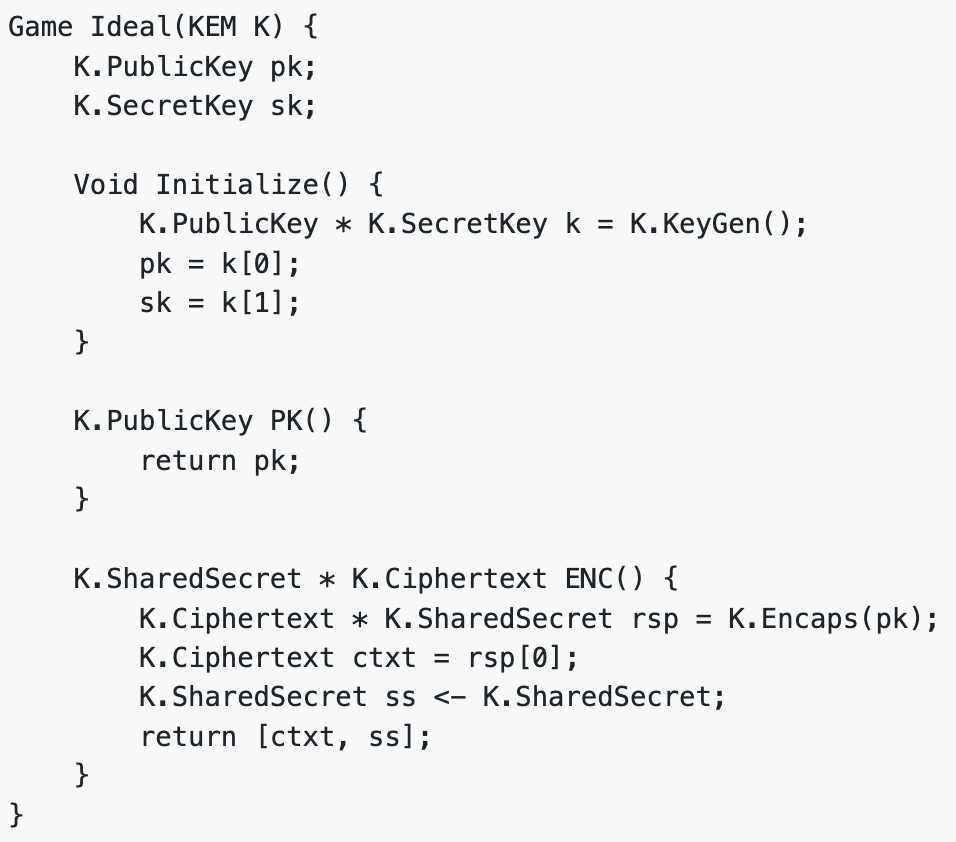 Game Ideal(KEM K) {
    K.PublicKey pk;
    K.SecretKey sk;

    Void Initialize() {
        K.PublicKey * K.SecretKey k = K.KeyGen();
        pk = k[0];
        sk = k[1];
    }

    K.PublicKey PK() {
        return pk;
    }

    K.SharedSecret * K.Ciphertext ENC() {
        K.Ciphertext * K.SharedSecret rsp = K.Encaps(pk);
        K.Ciphertext ctxt = rsp[0];
        K.SharedSecret ss <- K.SharedSecret;
        return [ctxt, ss];
    }
}